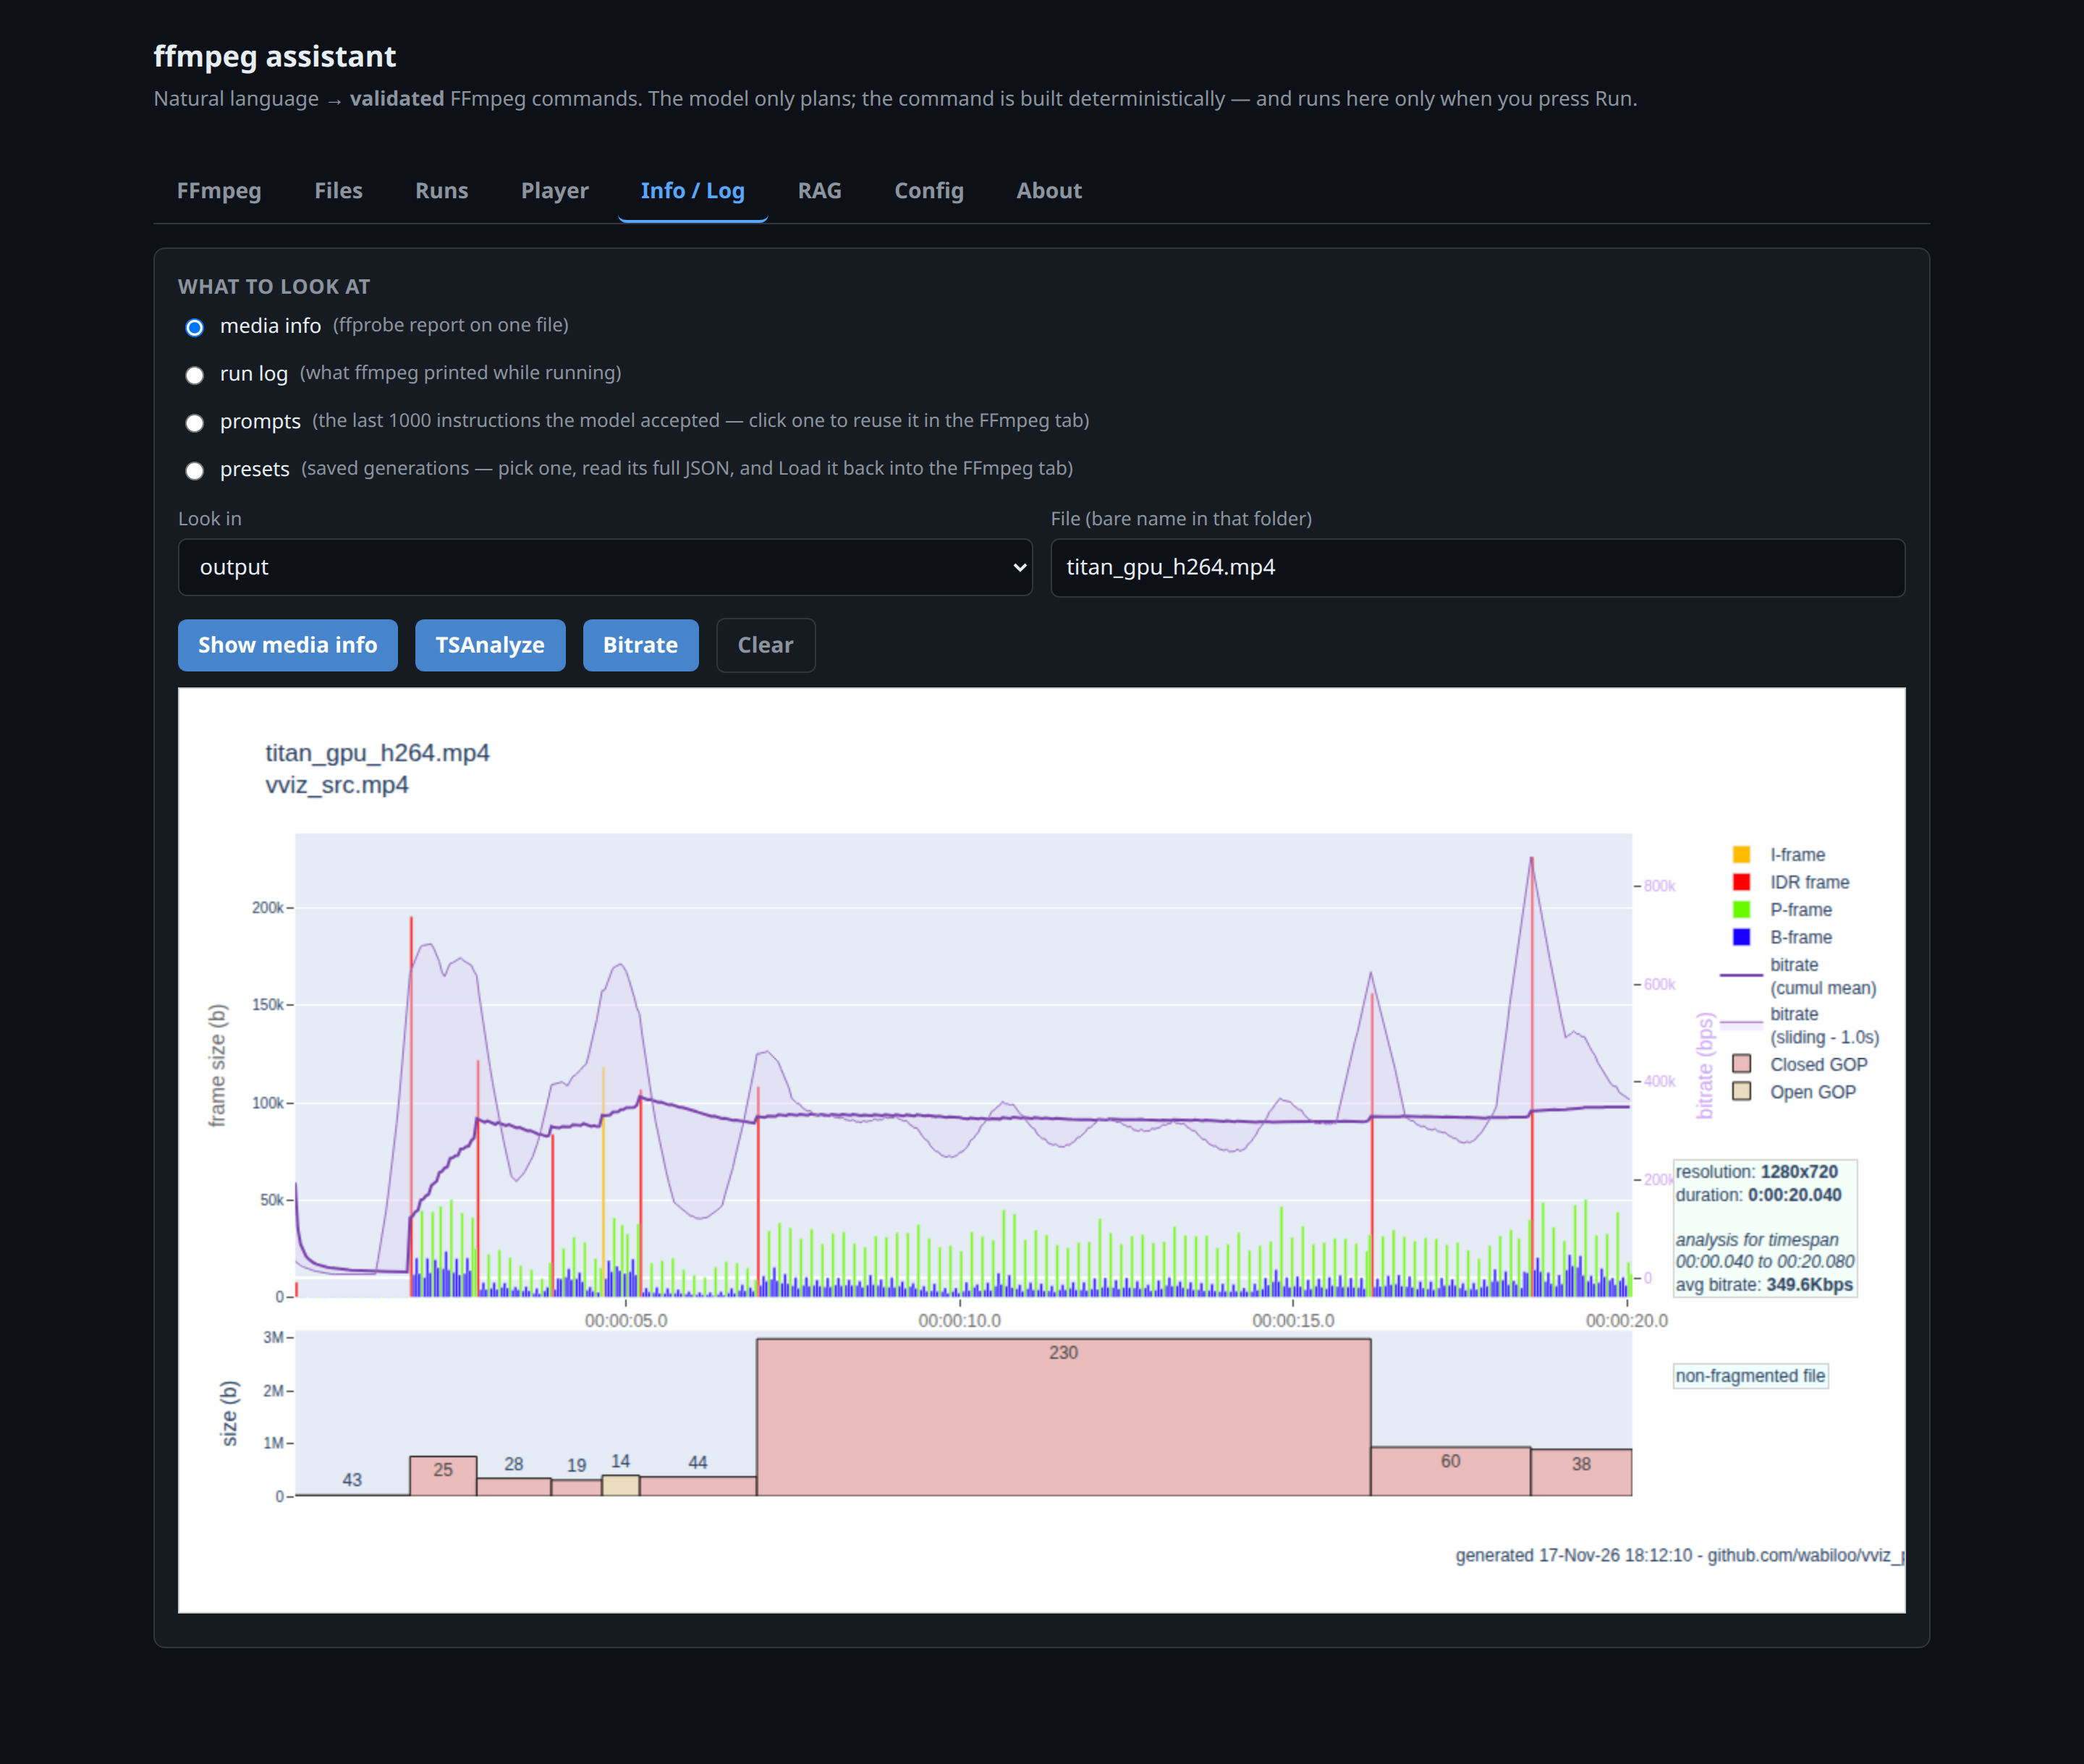 ffmpeg assistant
Natural language → validated FFmpeg commands. The model only plans; the command is built deterministically — and runs here only when you press Run.
FFmpeg Files Runs Player Info / Log RAG Config About
WHAT TO LOOK AT
media info (ffprobe report on one file)
run log (what ffmpeg printed while running)
prompts (the last 1000 instructions the model accepted — click one to reuse it in the FFmpeg tab)
presets (saved generations — pick one, read its full JSON, and Load it back into the FFmpeg tab)
Look in
output
File (bare name in that folder)
titan_gpu_h264.mp4
Show media info TSAnalyze Bitrate Clear
titan_gpu_h264.mp4
vviz_src.mp4
frame size (b)
200k
150k
100k
50k
0
800k
600k
400k
200k
0
bitrate (bps)
I-frame
IDR frame
P-frame
B-frame
bitrate
(cumul mean)
bitrate
(sliding - 1.0s)
Closed GOP
Open GOP
resolution: 1280x720
duration: 0:00:20.040
analysis for timespan
00:00.040 to 00:20.080
avg bitrate: 349.6Kbps
00:00:05.0 00:00:10.0 00:00:15.0 00:00:20.0
size (b)
3M
2M
1M
0
43 25 28 19 14 44 230 60 38
non-fragmented file
generated 17-Nov-26 18:12:10 - github.com/wabiloo/vviz_